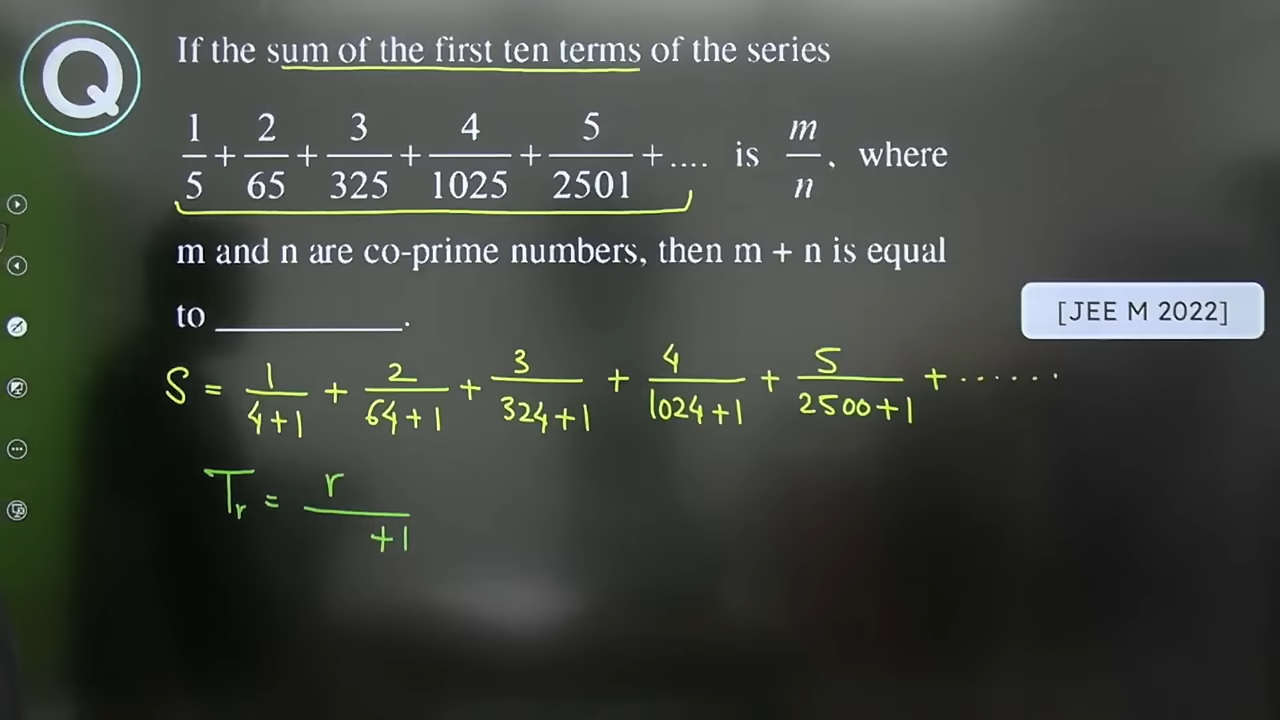 Q
If the sum of the first ten terms of the series
1/5 + 2/65 + 3/325 + 4/1025 + 5/2501 + .... is m/n, where
m and n are co-prime numbers, then m + n is equal
to __________.
[JEE M 2022]
S = 1/(4+1) + 2/(64+1) + 3/(324+1) + 4/(1024+1) + 5/(2500+1) + ......
Tr = r/( +1)